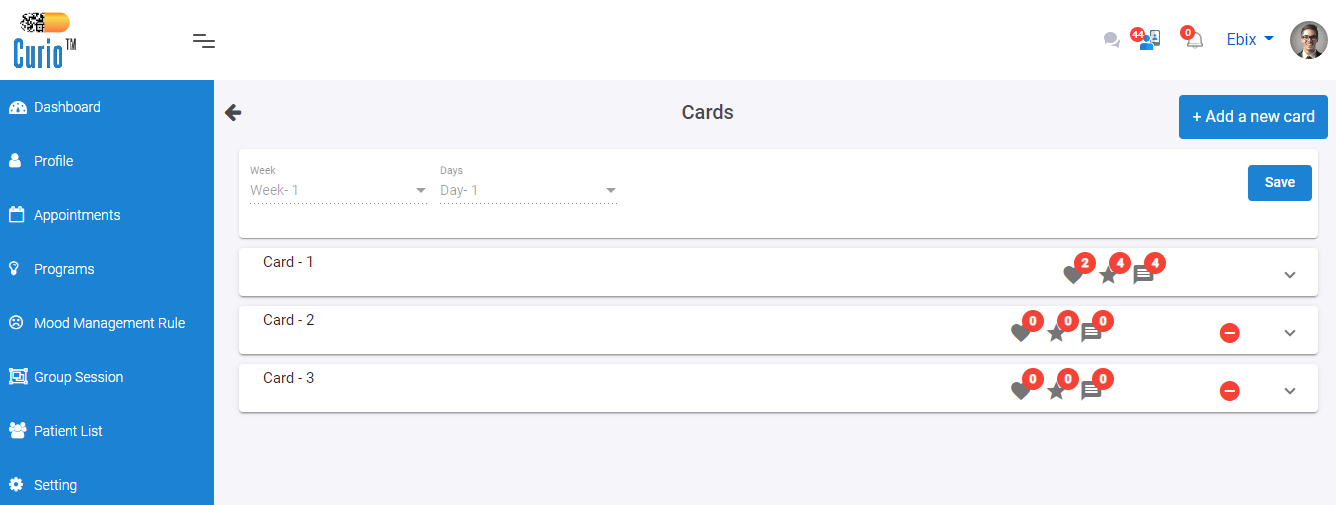 Curio™
44
0
Ebix
Dashboard
Profile
Appointments
Programs
Mood Management Rule
Group Session
Patient List
Setting
Cards
+ Add a new card
Week
Days
Week- 1
Day- 1
Save
Card - 1
2
4
4
Card - 2
0
0
0
Card - 3
0
0
0